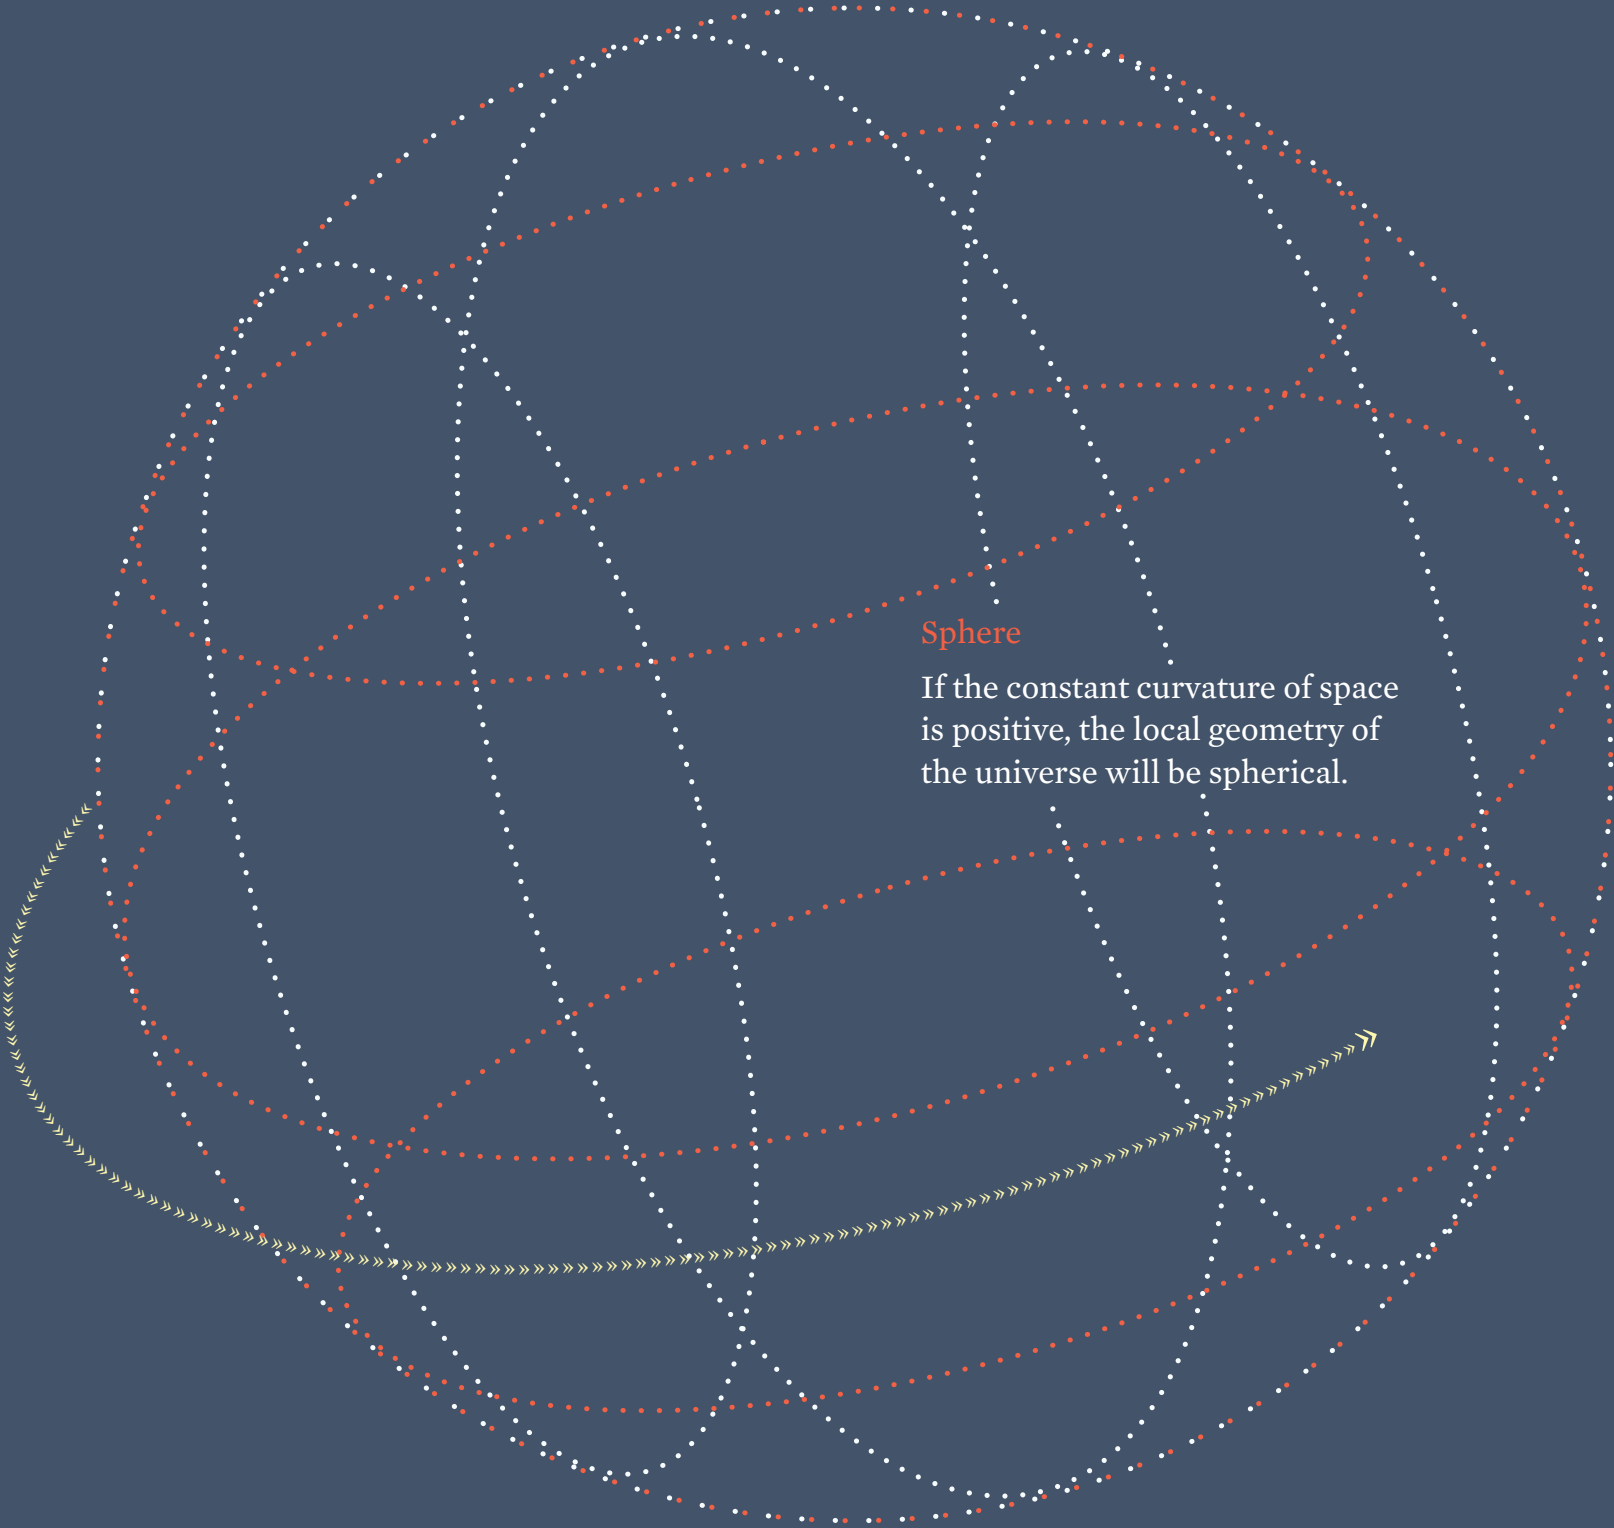 Sphere
If the constant curvature of space
is positive, the local geometry of
the universe will be spherical.